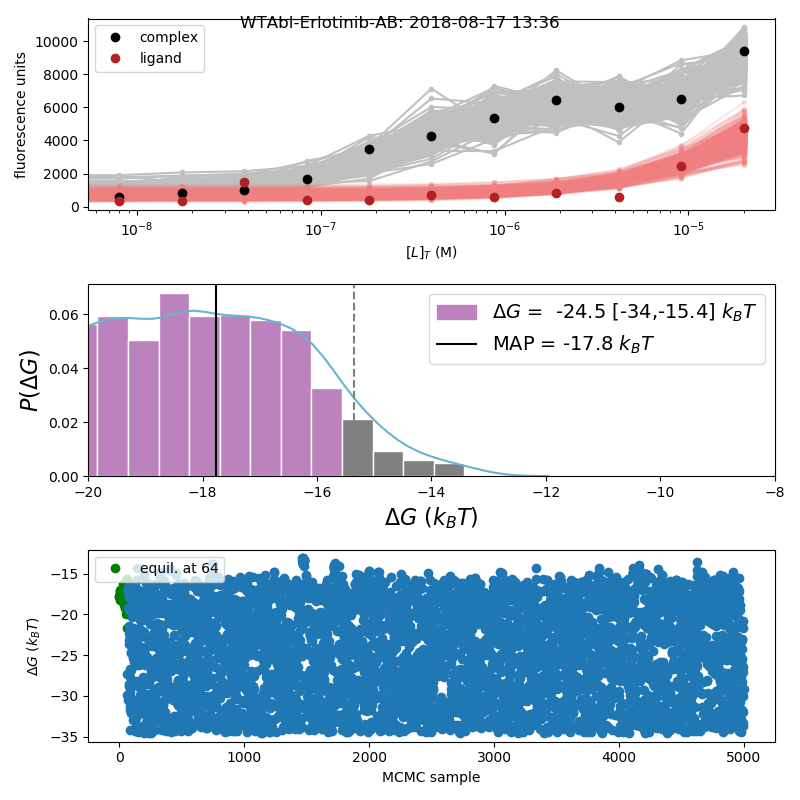 WTAbl-Erlotinib-AB: 2018-08-17 13:36
complex
ligand
fluorescence units
10000
8000
6000
4000
2000
0
10⁻⁸
10⁻⁷
10⁻⁶
10⁻⁵
[L]_T (M)
ΔG = -24.5 [-34,-15.4] k_BT
MAP = -17.8 k_BT
P(ΔG)
0.06
0.04
0.02
0.00
−20
−18
−16
−14
−12
−10
−8
ΔG (k_BT)
equil. at 64
ΔG (k_BT)
−15
−20
−25
−30
−35
0
1000
2000
3000
4000
5000
MCMC sample